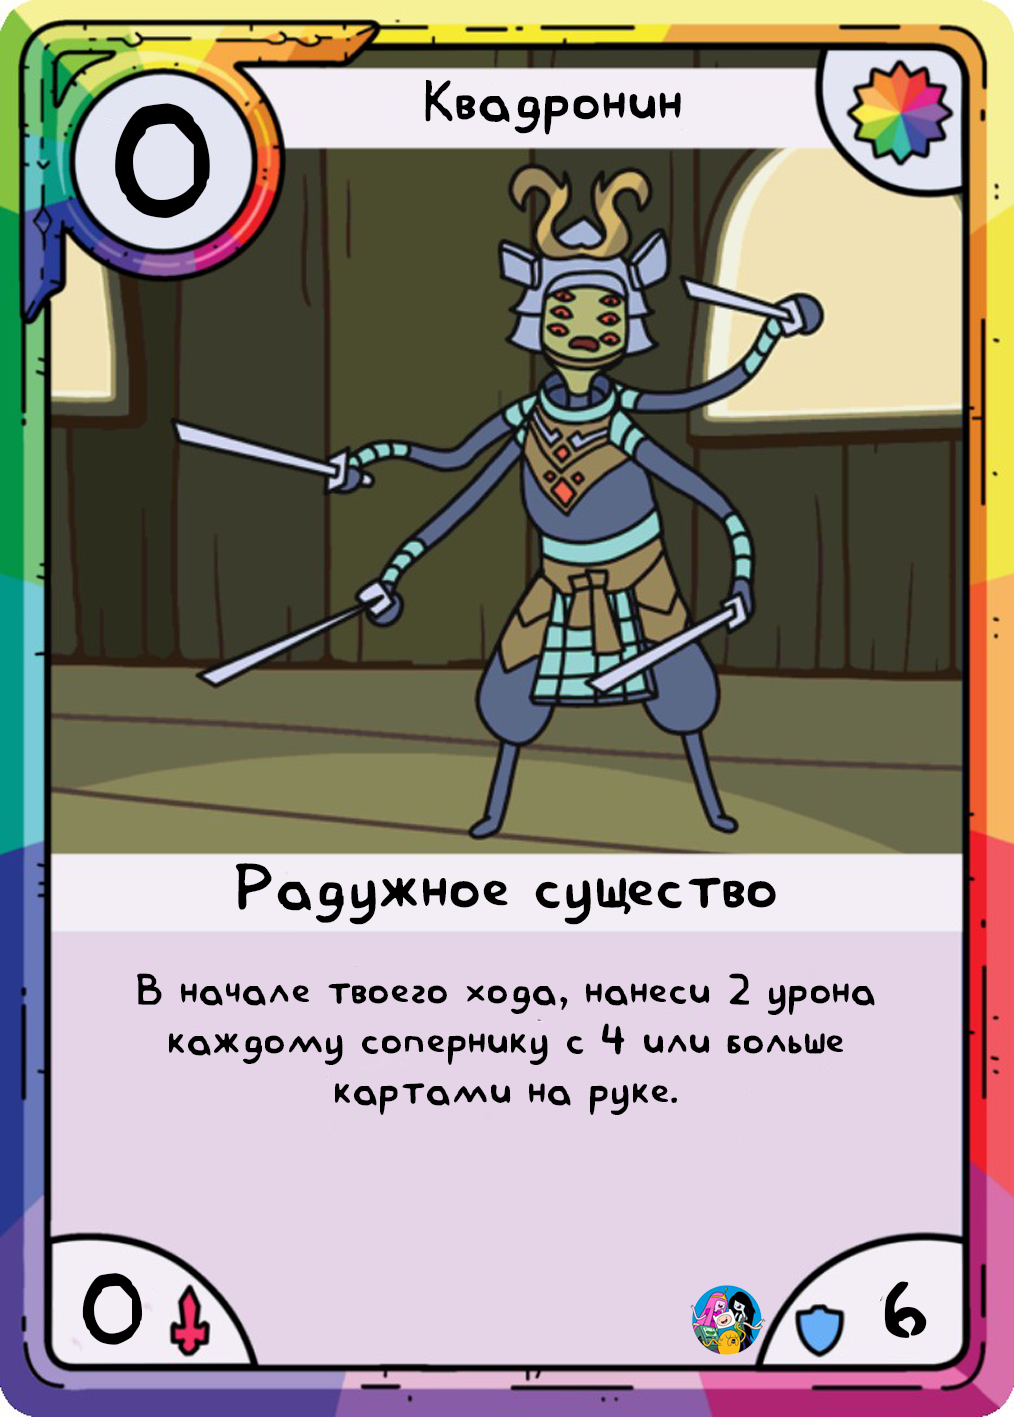 0
Квадронин
Радужное существо
В начале твоего хода, нанеси 2 урона
каждому сопернику с 4 или больше
картами на руке.
0
6